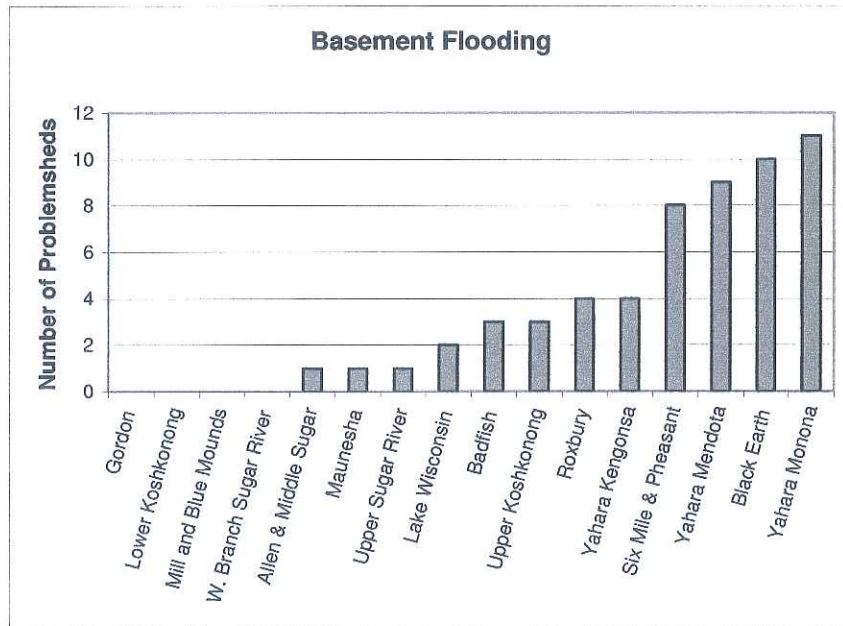 Basement Flooding
Number of Problemsheds
12
10
8
6
4
2
0
Gordon
Lower Koshkonong
Mill and Blue Mounds
W. Branch Sugar River
Allen & Middle Sugar
Maunesha
Upper Sugar River
Lake Wisconsin
Badfish
Upper Koshkonong
Roxbury
Yahara Kengonsa
Six Mile & Pheasant
Yahara Mendota
Black Earth
Yahara Monona